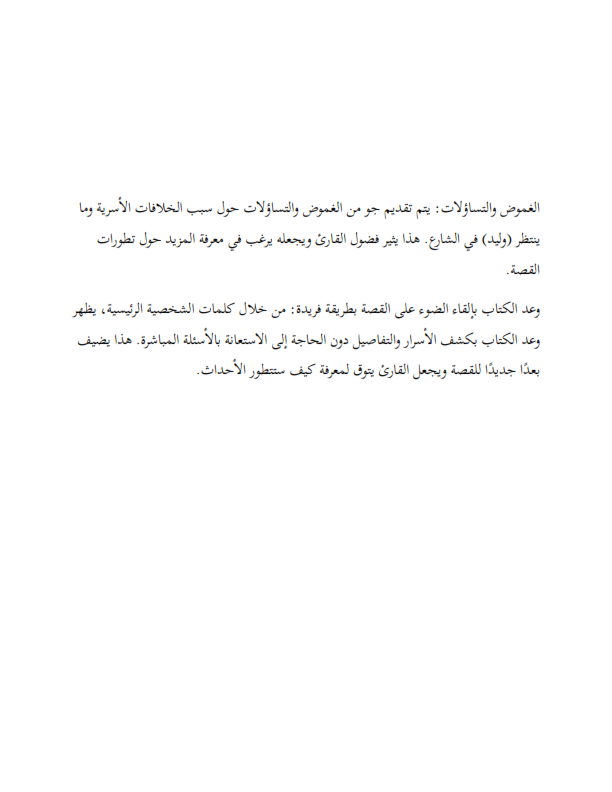 الغموض والتساؤلات: يتم تقديم جو من الغموض والتساؤلات حول سبب الخلافات الأسرية وما
ينتظر (وليد) في الشارع. هذا يثير فضول القارئ ويجعله يرغب في معرفة المزيد حول تطورات
القصة.
وعد الكتاب بإلقاء الضوء على القصة بطريقة فريدة: من خلال كلمات الشخصية الرئيسية، يظهر
وعد الكتاب بكشف الأسرار والتفاصيل دون الحاجة إلى الاستعانة بالأسئلة المباشرة. هذا يضيف
بعدًا جديدًا للقصة ويجعل القارئ يتوق لمعرفة كيف ستتطور الأحداث.